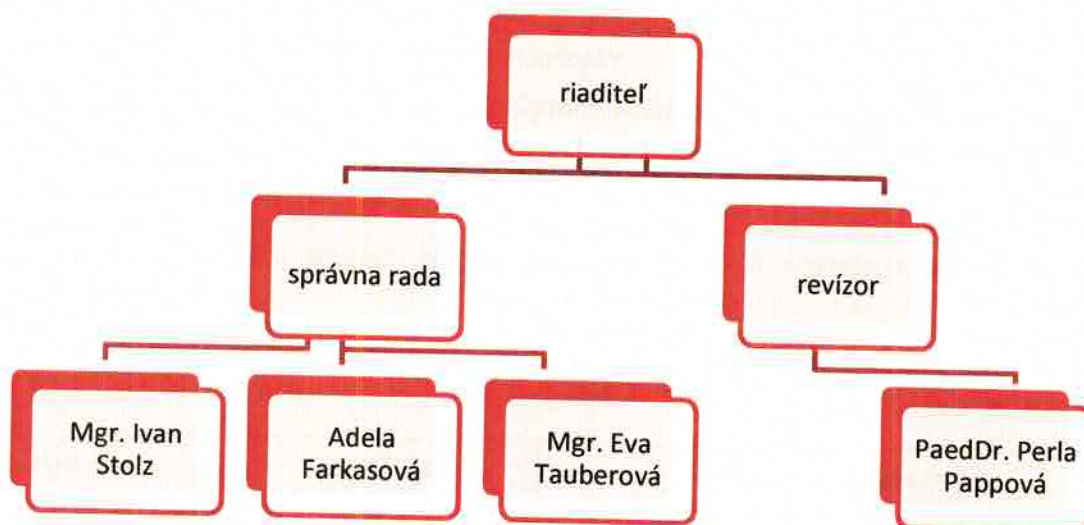 riaditeľ
správna rada
revízor
Mgr. Ivan
Stolz
Adela
Farkasová
Mgr. Eva
Tauberová
PaedDr. Perla
Pappová